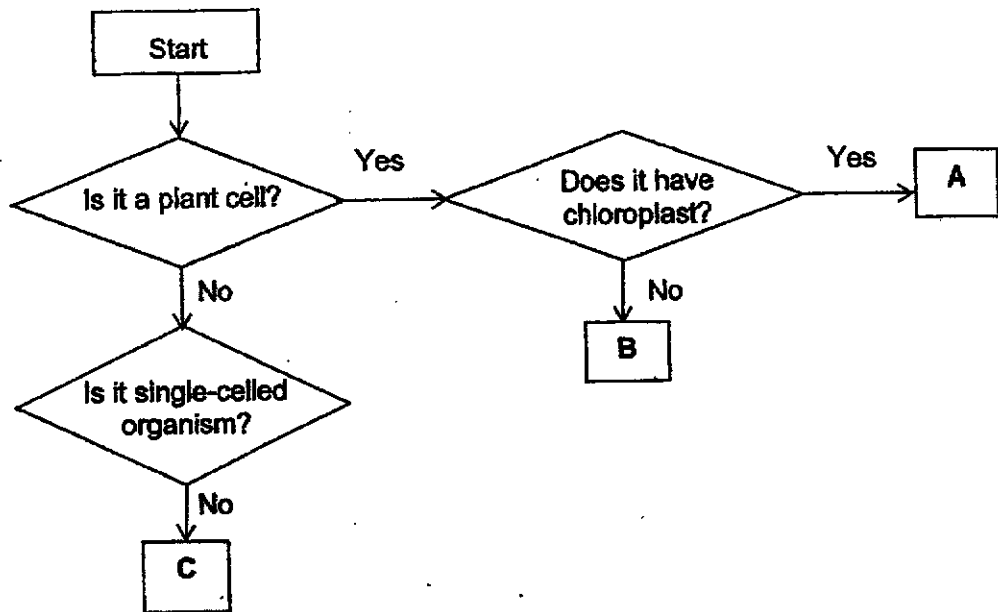 Start
Is it a plant cell?
Yes
Does it have
chloroplast?
Yes
A
No
B
No
Is it single-celled
organism?
No
C